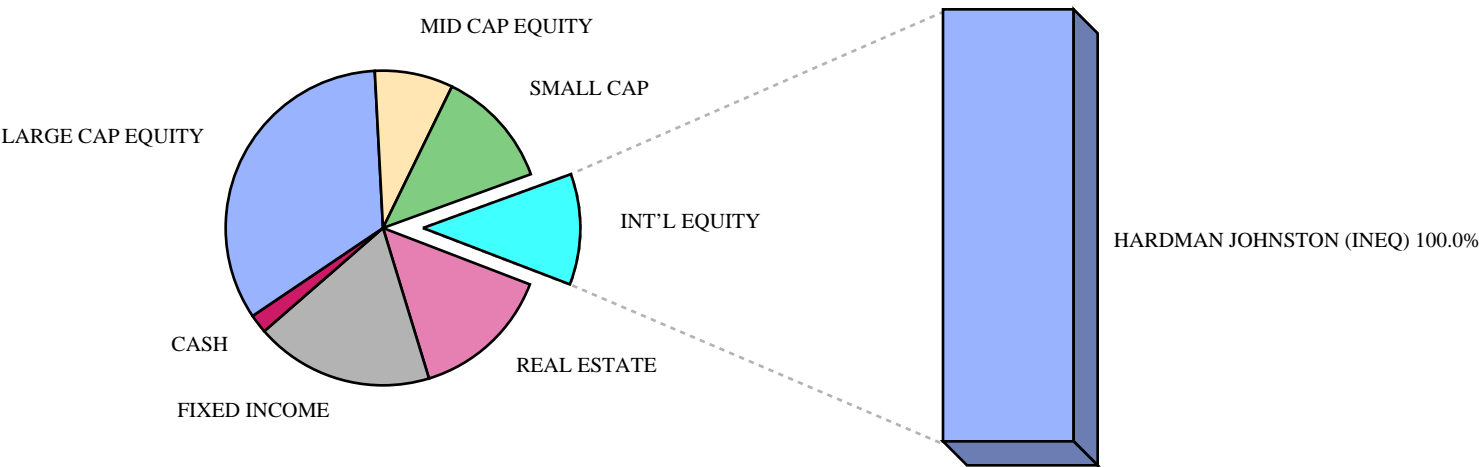 MID CAP EQUITY
SMALL CAP
LARGE CAP EQUITY
INT'L EQUITY
HARDMAN JOHNSTON (INEQ) 100.0%
CASH
REAL ESTATE
FIXED INCOME